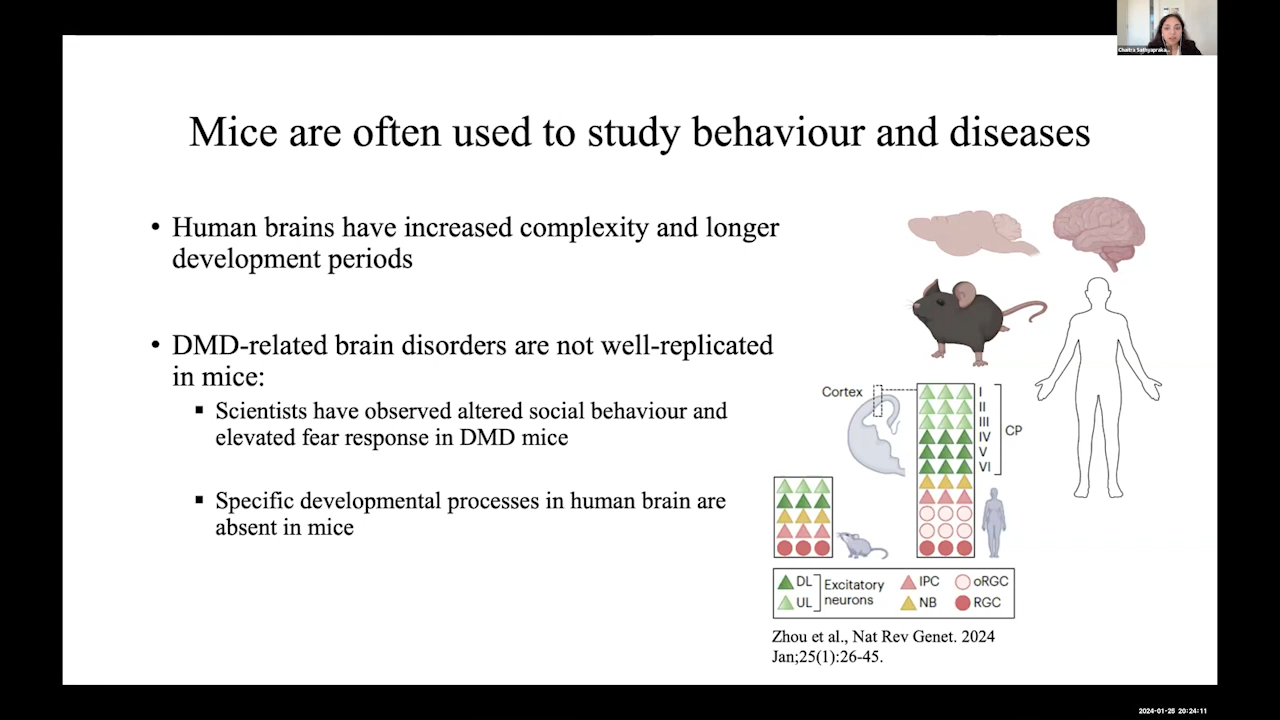 Mice are often used to study behaviour and diseases
• Human brains have increased complexity and longer
development periods
• DMD-related brain disorders are not well-replicated
in mice:
▪ Scientists have observed altered social behaviour and
elevated fear response in DMD mice
▪ Specific developmental processes in human brain are
absent in mice
Cortex
I
II
III
IV
V
VI
CP
DL
UL
Excitatory
neurons
IPC
NB
oRGC
RGC
Zhou et al., Nat Rev Genet. 2024
Jan;25(1):26-45.
2024-01-25 20:24:11